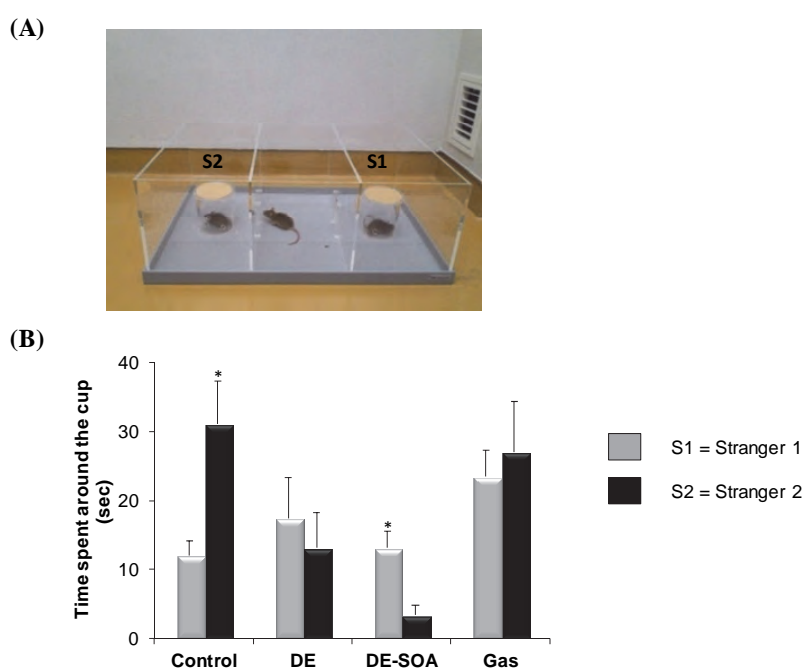 (A)
S2
S1
(B)
Time spent around the cup
(sec)
40
30
20
10
0
*
*
Control
DE
DE-SOA
Gas
S1 = Stranger 1
S2 = Stranger 2